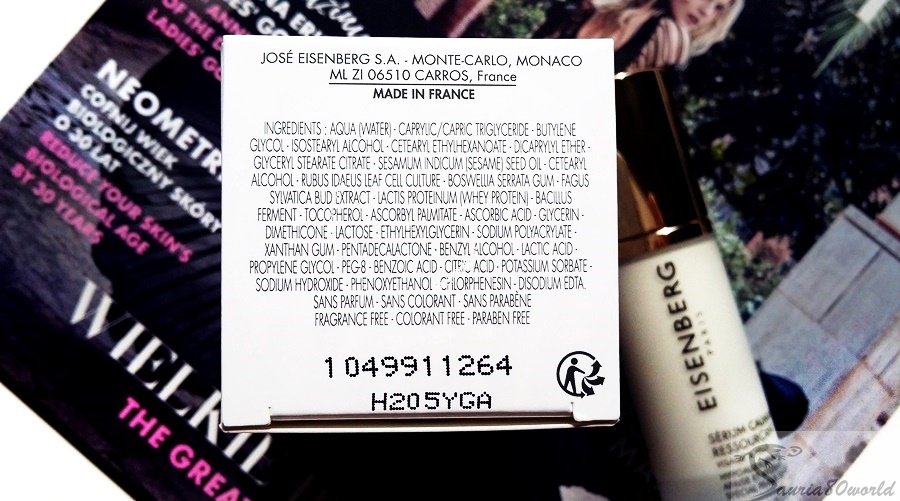 JOSÉ EISENBERG S.A. - MONTE-CARLO, MONACO
ML ZI 06510 CARROS, France
MADE IN FRANCE
INGREDIENTS : AQUA (WATER) · CAPRYLIC/CAPRIC TRIGLYCERIDE · BUTYLENE
GLYCOL · ISOSTEARYL ALCOHOL · CETEARYL ETHYLHEXANOATE · DICAPRYLYL ETHER ·
GLYCERYL STEARATE CITRATE · SESAMUM INDICUM (SESAME) SEED OIL · CETEARYL
ALCOHOL · RUBUS IDAEUS LEAF CELL CULTURE · BOSWELLIA SERRATA GUM · FAGUS
SYLVATICA BUD EXTRACT · LACTIS PROTEINUM (WHEY PROTEIN) · BACILLUS
FERMENT · TOCOPHEROL · ASCORBYL PALMITATE · ASCORBIC ACID · GLYCERIN ·
DIMETHICONE · LACTOSE · ETHYLHEXYLGLYCERIN · SODIUM POLYACRYLATE ·
XANTHAN GUM · PENTADECALACTONE · BENZYL ALCOHOL · LACTIC ACID ·
PROPYLENE GLYCOL · PEG-8 · BENZOIC ACID · CITRIC ACID · POTASSIUM SORBATE ·
SODIUM HYDROXIDE · PHENOXYETHANOL · CHLORPHENESIN · DISODIUM EDTA.
SANS PARFUM · SANS COLORANT · SANS PARABÈNE
FRAGRANCE FREE · COLORANT FREE · PARABEN FREE
1049911264
H205YGA
OF THE
LADIES'
COFNIJ WIEK
BIOLOGICZNY SKÓRY
O 30 LAT
REDUCE YOUR SKIN'S
BIOLOGICAL AGE
BY 30 YEARS
THE
EISENBERG
PARIS
SÉRUM
auria80world